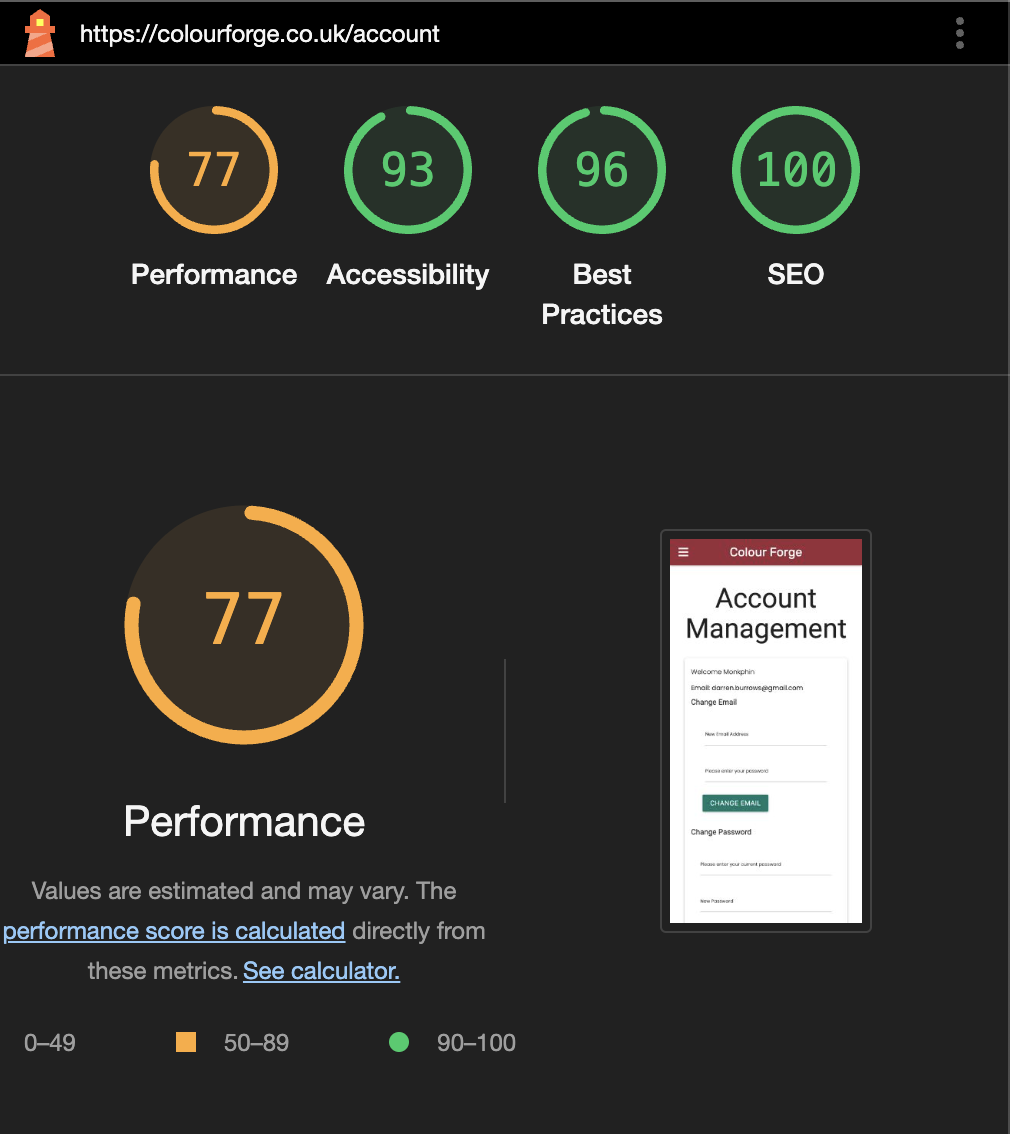 https://colourforge.co.uk/account
77
93
96
100
Performance
Accessibility
Best
Practices
SEO
77
Performance
Values are estimated and may vary. The
performance score is calculated directly from
these metrics. See calculator.
0–49
50–89
90–100
Colour Forge
Account
Management
Welcome Monkphin
Email: darren.burrows@gmail.com
Change Email
New Email Address
Please enter your password
CHANGE EMAIL
Change Password
Please enter your current password
New Password